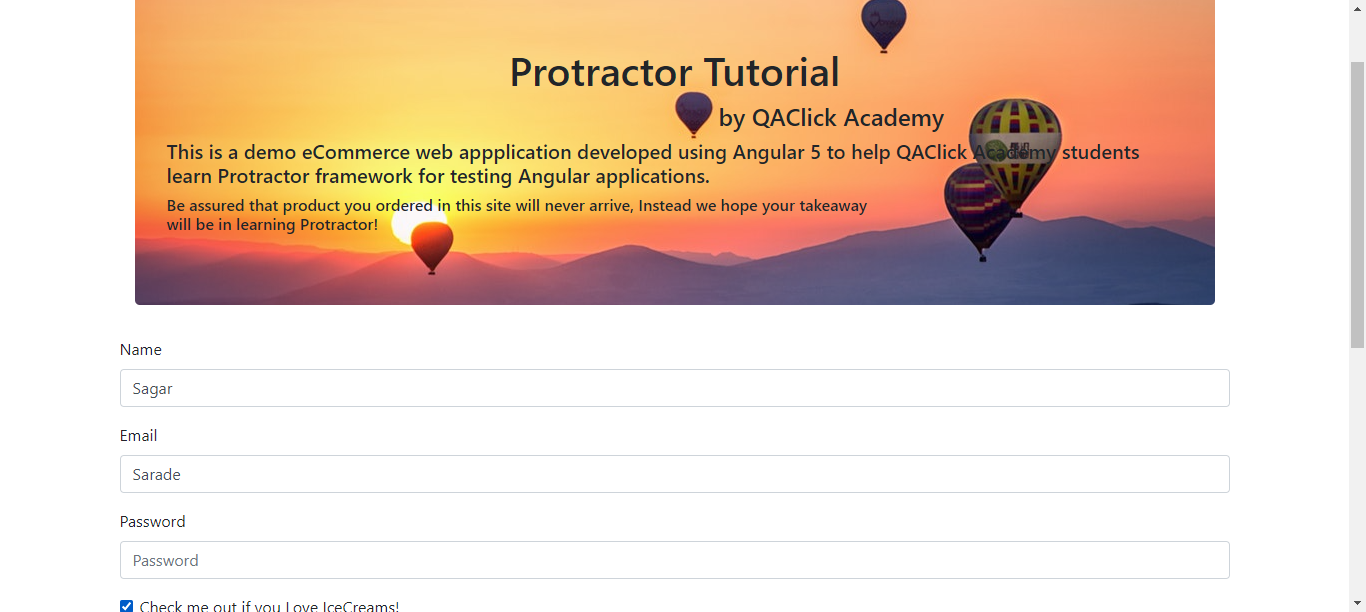 Protractor Tutorial
by QAClick Academy
This is a demo eCommerce web appplication developed using Angular 5 to help QAClick Academy students
learn Protractor framework for testing Angular applications.
Be assured that product you ordered in this site will never arrive, Instead we hope your takeaway
will be in learning Protractor!
Name
Sagar
Email
Sarade
Password
Password
Check me out if you Love IceCreams!